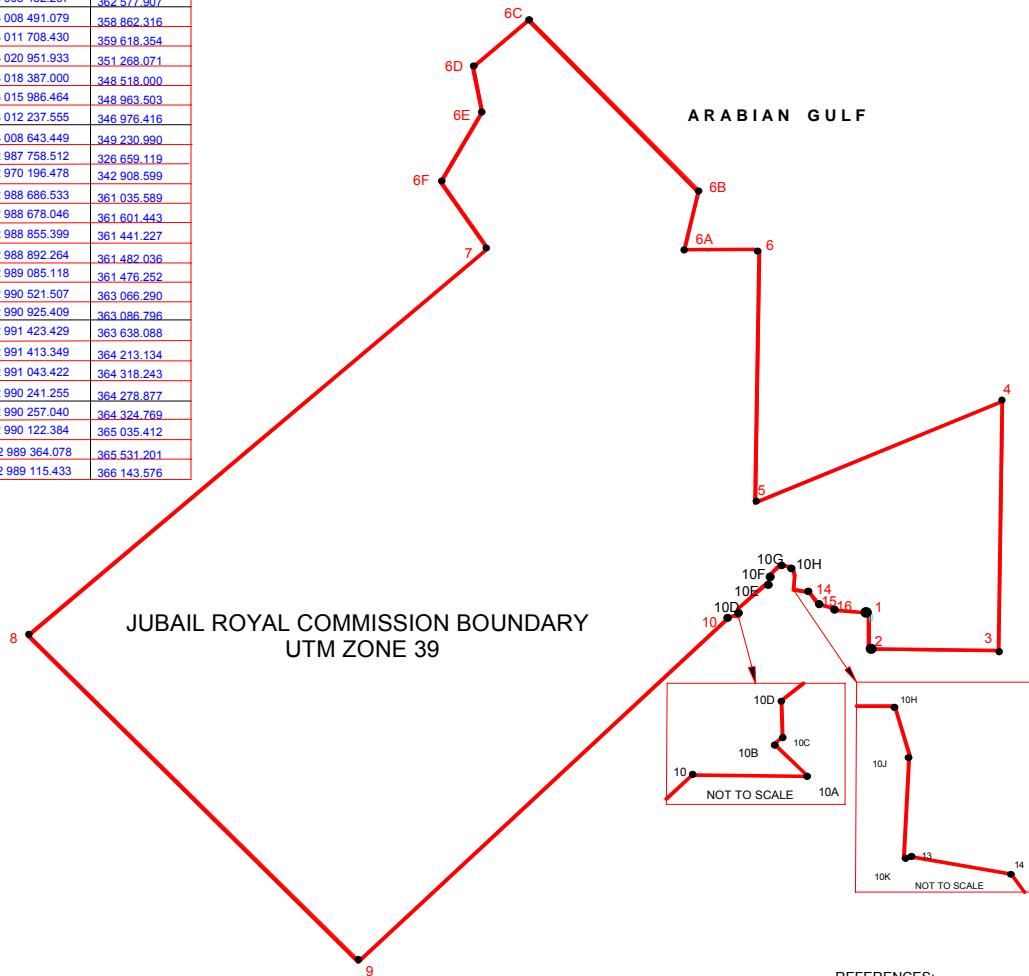 362 577.907
008 491.079 358 862.316
011 708.430 359 618.354
020 951.933 351 268.071
018 387.000 348 518.000
015 986.464 348 963.503
012 237.555 346 976.416
008 643.449 349 230.990
987 758.512 326 659.119
970 196.478 342 908.599
988 686.533 361 035.589
988 678.046 361 601.443
988 855.399 361 441.227
988 892.264 361 482.036
989 085.118 361 476.252
990 521.507 363 066.290
990 925.409 363 086.796
991 423.429 363 638.088
991 413.349 364 213.134
991 043.422 364 318.243
990 241.255 364 278.877
990 257.040 364 324.769
990 122.384 365 035.412
2 989 364.078 365 531.201
2 989 115.433 366 143.576
6C
6D
6E
ARABIAN GULF
6F
6B
6A
6
7
4
5
10G
10H
10F
10E
14
15
16
1
10D
10
8
JUBAIL ROYAL COMMISSION BOUNDARY
UTM ZONE 39
2
3
10D
10C
10B
10
10A
NOT TO SCALE
10H
10J
13
14
10K
NOT TO SCALE
9
REFERENCES: